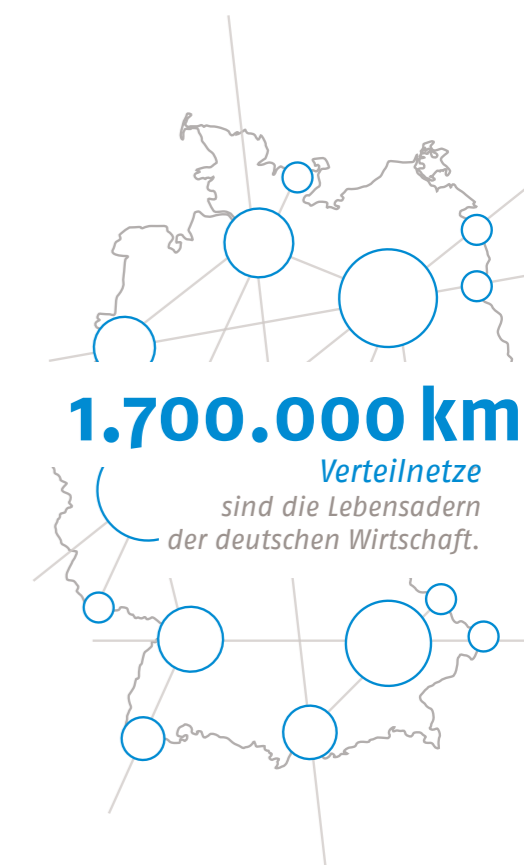 1.700.000 km
Verteilnetze
sind die Lebensadern
der deutschen Wirtschaft.